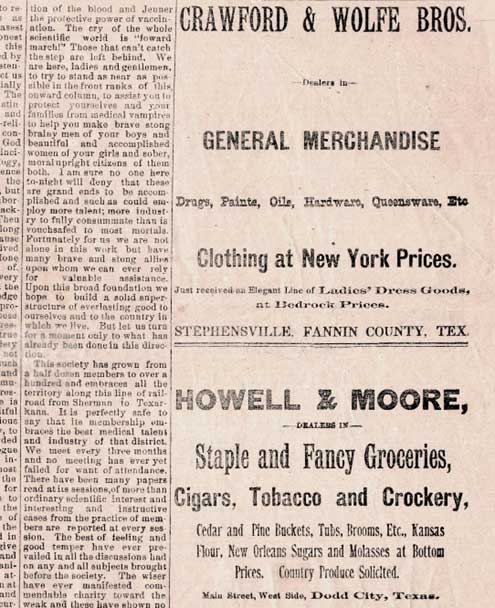 tion of the blood and Jenner
the protective power of vaccin-
ation. The cry of the whole
scientific world is "foward
march!" Those that can't catch
the step are left behind. We
are here, ladies and gentlemen,
to try to stand as near as pos-
sible in the front ranks of this,
onward column, to assist you to
protect yourselves and your
families from medical vampires
to help you make brave stong
brainy men of your boys and
beautiful and accomplished
women of your girls and sober,
moral upright citizens of them
both. I am sure no one here
to-night will deny that these
are grand ends to be accom-
plished and such as could em-
ploy more talent; more indust-
ry to fully consummate than is
vouchsafed to most mortals.
Fortunately for us we are not
alone in this work but have
many brave and stong allies
upon whom we can ever rely
for valuable assistance.
Upon this broad foundation we
hope to build a solid super-
structure of everlasting good to
ourselves and to the country in
which we live. But let us turn
for a moment only to what has
already been done in this direc-
tion.
This society has grown from
a half dosen members to over a
hundred and embraces all the
territory along this line of rail-
road from Sherman to Texar-
kana. It is perfectly safe to
say that its membership em-
braces the best medical talent
and industry of that district.
We meet every three months
and no meeting has ever yet
failed for want of attendance.
There have been many papers
read at its sessions, of more than
ordinary scientific interest and
interesting and instructive
cases from the practice of mem-
bers are reported at every ses-
sion. The best of feeling and
good temper have ever pre-
vailed in all the discussions had
on any and all subjects brought
before the society. The wiser
have ever manifested com-
mendable charity toward the
weak and these have shown no
CRAWFORD & WOLFE BROS.
—Dealers in—
GENERAL MERCHANDISE
Drugs, Paints, Oils, Hardware, Queensware, Etc
Clothing at New York Prices.
Just received an Elegant Line of Ladies' Dress Goods,
at Bedrock Prices.
STEPHENSVILLE, FANNIN COUNTY, TEX.
HOWELL & MOORE,
—DEALERS IN—
Staple and Fancy Groceries,
Cigars, Tobacco and Crockery,
Cedar and Pine Buckets, Tubs, Brooms, Etc., Kansas
Flour, New Orleans Sugars and Molasses at Bottom
Prices. Country Produce Solicited.
Main Street, West Side, Dodd City, Texas.